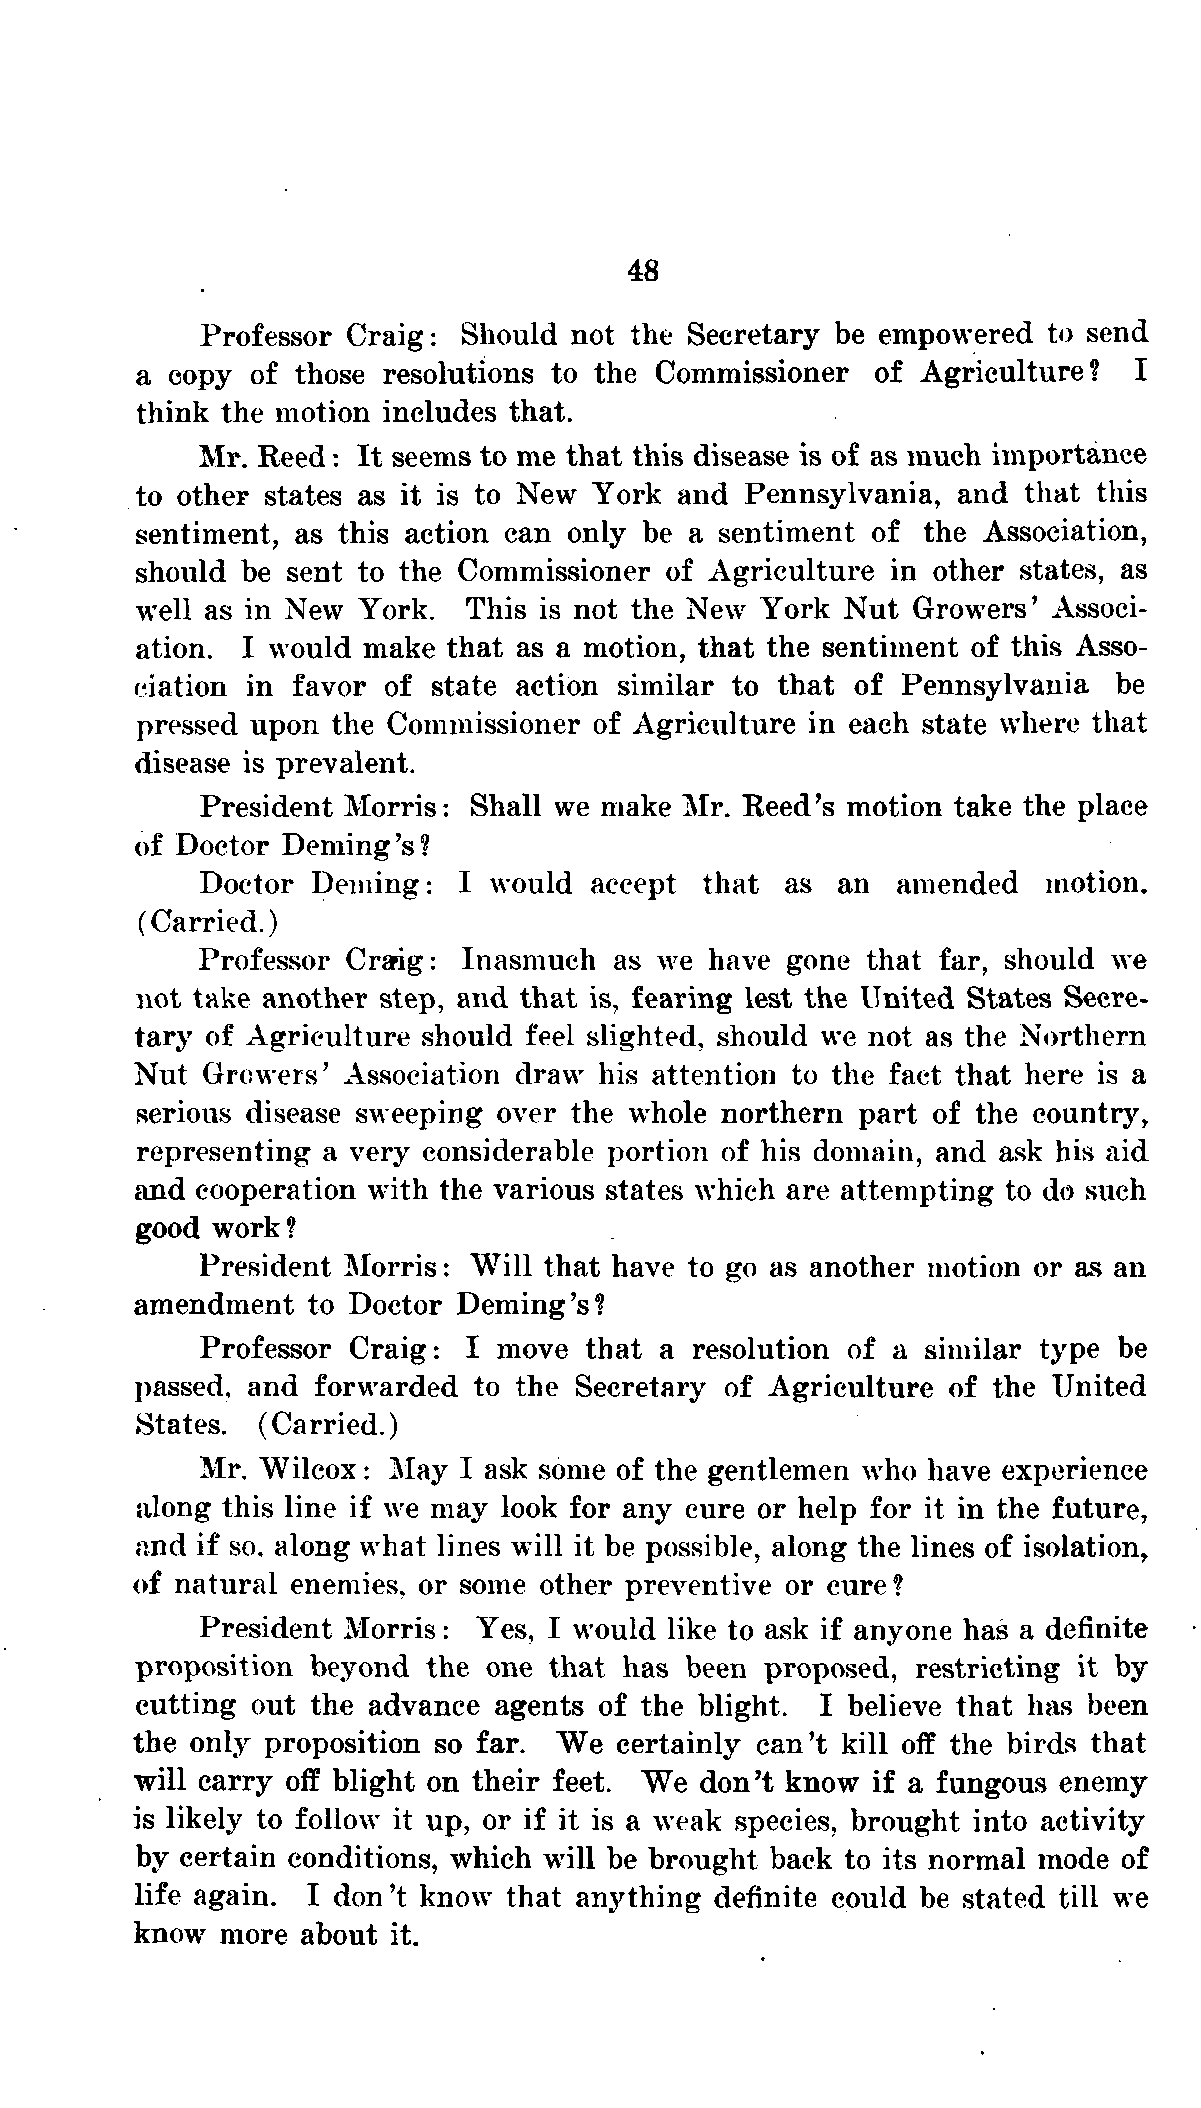 48
Professor Craig: Should not the Secretary be empowered to send
a copy of those resolutions to the Commissioner of Agriculture? I
think the motion includes that.
Mr. Reed: It seems to me that this disease is of as much importance
to other states as it is to New York and Pennsylvania, and that this
sentiment, as this action can only be a sentiment of the Association,
should be sent to the Commissioner of Agriculture in other states, as
well as in New York. This is not the New York Nut Growers' Associ-
ation. I would make that as a motion, that the sentiment of this Asso-
ciation in favor of state action similar to that of Pennsylvania be
pressed upon the Commissioner of Agriculture in each state where that
disease is prevalent.
President Morris: Shall we make Mr. Reed's motion take the place
of Doctor Deming's?
Doctor Deming: I would accept that as an amended motion.
(Carried.)
Professor Craig: Inasmuch as we have gone that far, should we
not take another step, and that is, fearing lest the United States Secre-
tary of Agriculture should feel slighted, should we not as the Northern
Nut Growers' Association draw his attention to the fact that here is a
serious disease sweeping over the whole northern part of the country,
representing a very considerable portion of his domain, and ask his aid
and cooperation with the various states which are attempting to do such
good work?
President Morris: Will that have to go as another motion or as an
amendment to Doctor Deming's?
Professor Craig: I move that a resolution of a similar type be
passed, and forwarded to the Secretary of Agriculture of the United
States. (Carried.)
Mr. Wilcox: May I ask some of the gentlemen who have experience
along this line if we may look for any cure or help for it in the future,
and if so, along what lines will it be possible, along the lines of isolation,
of natural enemies, or some other preventive or cure?
President Morris: Yes, I would like to ask if anyone has a definite
proposition beyond the one that has been proposed, restricting it by
cutting out the advance agents of the blight. I believe that has been
the only proposition so far. We certainly can't kill off the birds that
will carry off blight on their feet. We don't know if a fungous enemy
is likely to follow it up, or if it is a weak species, brought into activity
by certain conditions, which will be brought back to its normal mode of
life again. I don't know that anything definite could be stated till we
know more about it.